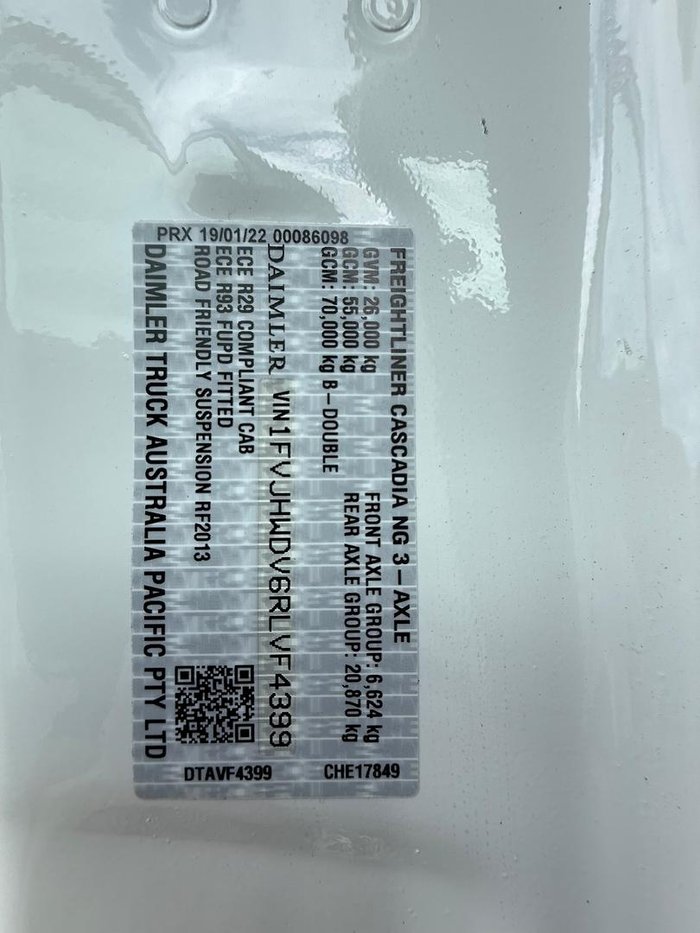 FREIGHTLINER CASCADIA NG 3-AXLE
GVM: 26,000 kg FRONT AXLE GROUP: 6,624 kg
GCM: 55,000 kg REAR AXLE GROUP: 20,870 kg
GCM: 70,000 kg B-DOUBLE
DAIMLER VIN 1FVJHWDV6RLVF4399
ECE R29 COMPLIANT CAB
ECE R93 FUPD FITTED
ROAD FRIENDLY SUSPENSION RF2013
DAIMLER TRUCK AUSTRALIA PACIFIC PTY LTD
PRX 19/01/22 00086098
DTAVF4399 CHE17849